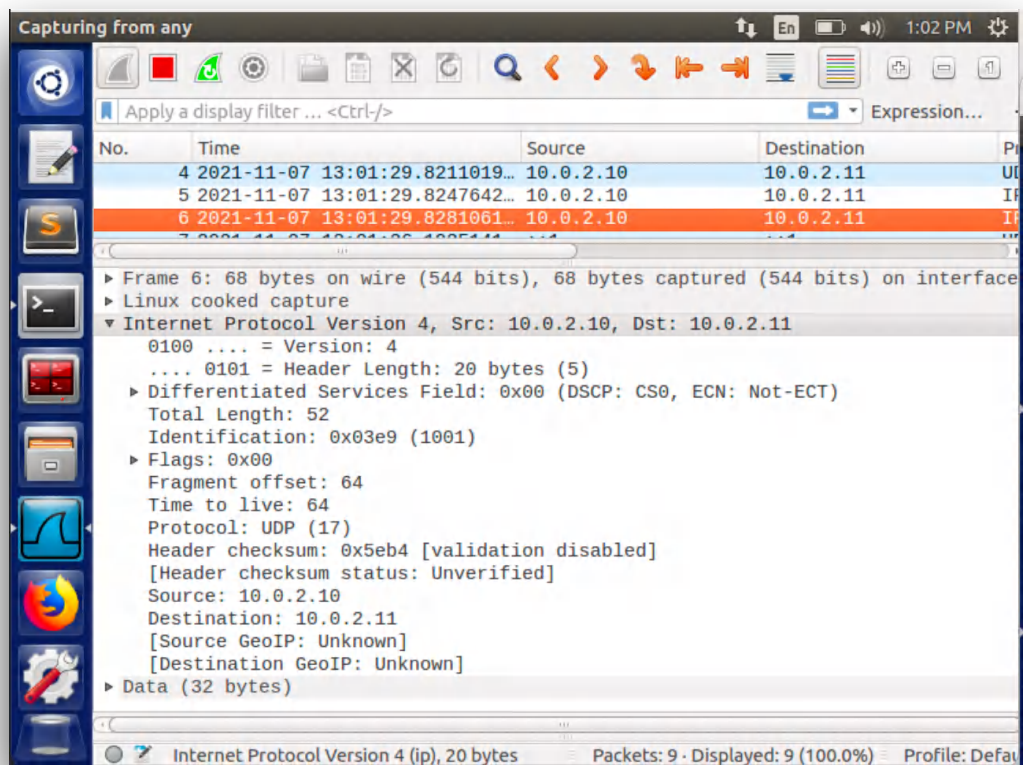 Capturing from any
En
1:02 PM
Apply a display filter ... <Ctrl-/>
Expression...
No. Time Source Destination
4 2021-11-07 13:01:29.8211019… 10.0.2.10 10.0.2.11
5 2021-11-07 13:01:29.8247642… 10.0.2.10 10.0.2.11
6 2021-11-07 13:01:29.8281061… 10.0.2.10 10.0.2.11
Frame 6: 68 bytes on wire (544 bits), 68 bytes captured (544 bits) on interface
Linux cooked capture
Internet Protocol Version 4, Src: 10.0.2.10, Dst: 10.0.2.11
0100 .... = Version: 4
.... 0101 = Header Length: 20 bytes (5)
Differentiated Services Field: 0x00 (DSCP: CS0, ECN: Not-ECT)
Total Length: 52
Identification: 0x03e9 (1001)
Flags: 0x00
Fragment offset: 64
Time to live: 64
Protocol: UDP (17)
Header checksum: 0x5eb4 [validation disabled]
[Header checksum status: Unverified]
Source: 10.0.2.10
Destination: 10.0.2.11
[Source GeoIP: Unknown]
[Destination GeoIP: Unknown]
Data (32 bytes)
Internet Protocol Version 4 (ip), 20 bytes
Packets: 9 · Displayed: 9 (100.0%)
Profile: Defau